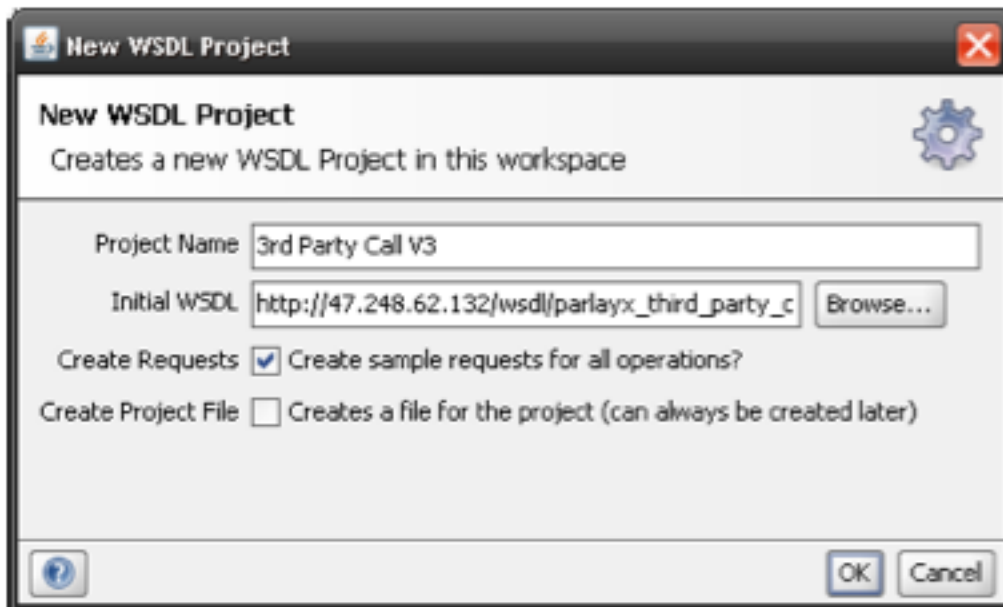 New WSDL Project
New WSDL Project
Creates a new WSDL Project in this workspace
Project Name 3rd Party Call V3
Initial WSDL http://47.248.62.132/wsdl/parlayx_third_party_c Browse...
Create Requests Create sample requests for all operations?
Create Project File Creates a file for the project (can always be created later)
? OK Cancel